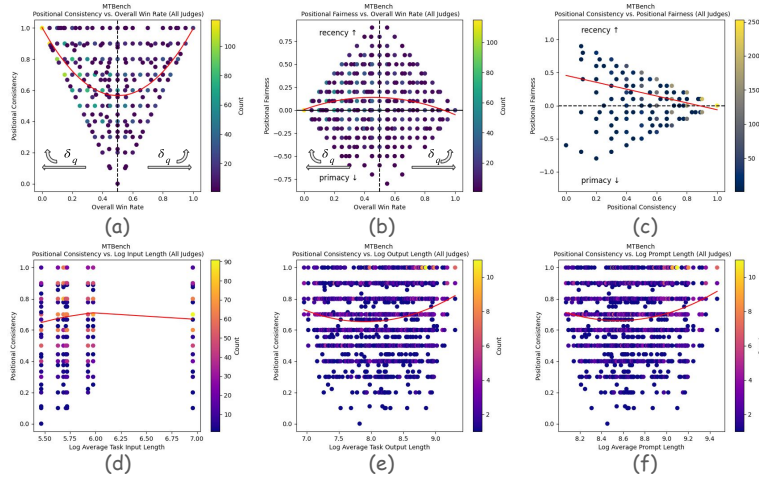 MTBench
Positional Consistency vs. Overall Win Rate (All Judges)
1.0
0.8
0.6
0.4
0.2
0.0
Positional Consistency
δq
δq
0.0 0.2 0.4 0.6 0.8 1.0
Overall Win Rate
100
80
60
40
20
Count
(a)
MTBench
Positional Fairness vs. Overall Win Rate (All Judges)
recency ↑
0.75
0.50
0.25
0.00
−0.25
−0.50
−0.75
Positional Fairness
δq
δq
primacy ↓
0.0 0.2 0.4 0.6 0.8 1.0
Overall Win Rate
100
80
60
40
20
Count
(b)
MTBench
Positional Consistency vs. Positional Fairness (All Judges)
recency ↑
1.0
0.5
0.0
−0.5
−1.0
Positional Fairness
primacy ↓
0.0 0.2 0.4 0.6 0.8 1.0
Positional Consistency
250
200
150
100
50
(c)
MTBench
Positional Consistency vs. Log Input Length (All Judges)
1.0
0.8
0.6
0.4
0.2
0.0
Positional Consistency
5.50 5.75 6.00 6.25 6.50 6.75 7.00
Log Average Task Input Length
90
80
70
60
50
40
30
20
10
Count
(d)
MTBench
Positional Consistency vs. Log Output Length (All Judges)
1.0
0.8
0.6
0.4
0.2
0.0
Positional Consistency
7.0 7.5 8.0 8.5 9.0
Log Average Task Output Length
10
8
6
4
2
Count
(e)
MTBench
Positional Consistency vs. Log Prompt Length (All Judges)
1.0
0.8
0.6
0.4
0.2
0.0
Positional Consistency
8.2 8.4 8.6 8.8 9.0 9.2 9.4
Log Average Prompt Length
10
8
6
4
2
(f)